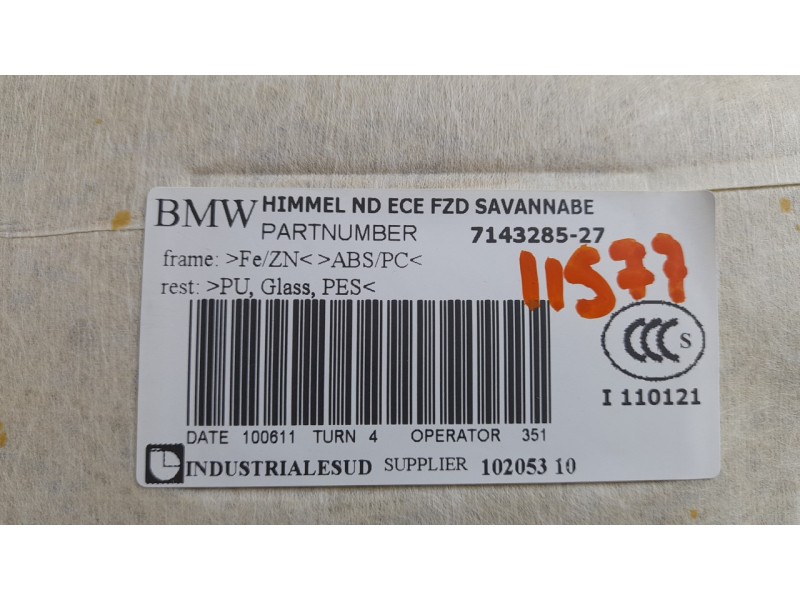 BMW HIMMEL ND ECE FZD SAVANNABE
PARTNUMBER 7143285-27
frame: >Fe/ZN< >ABS/PC<
11577
rest: >PU, Glass, PES<
CCC S
I 110121
DATE 100611 TURN 4 OPERATOR 351
INDUSTRIALESUD SUPPLIER 102053 10